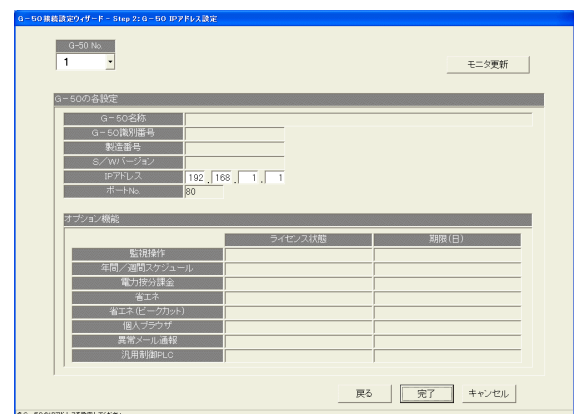 G-50接続設定ウィザード - Step 2: G-50 IPアドレス設定
G-50 No.
1
モニタ更新
G-50の各設定
G-50名称
G-50識別番号
製造番号
S/Wバージョン
IPアドレス 192 . 168 . 1 . 1
ポートNo. 80
オプション機能
ライセンス状態 期限(日)
監視操作
年間/週間スケジュール
電力按分課金
省エネ
省エネ(ピークカット)
個人ブラウザ
異常メール通報
汎用制御PLC
戻る 完了 キャンセル